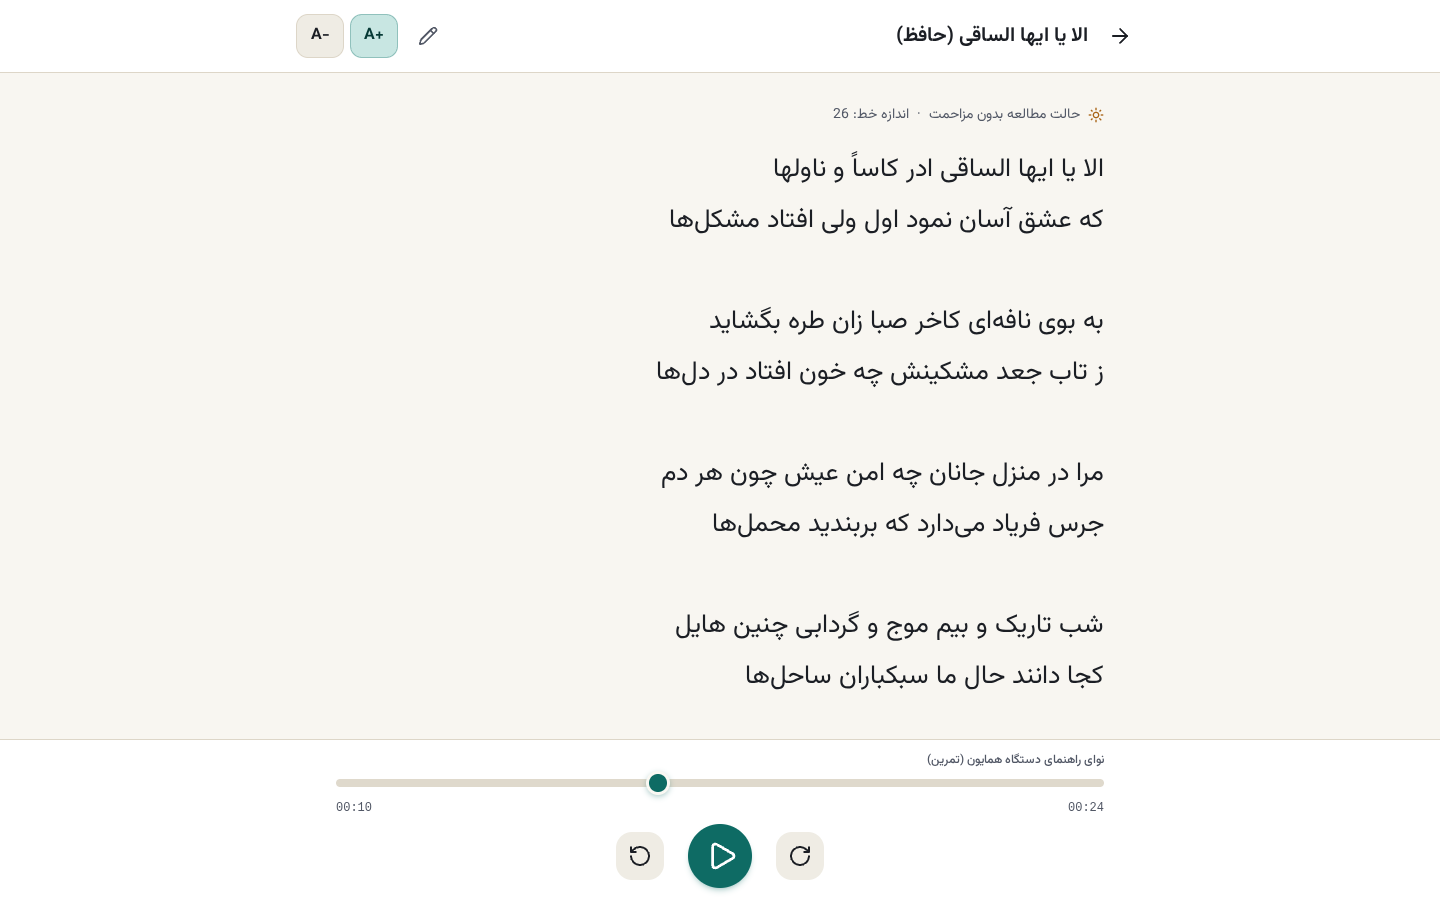 الا یا ایها الساقی (حافظ)
A+
A-
حالت مطالعه بدون مزاحمت · اندازه خط: 26
الا یا ایها الساقی ادر کاساً و ناولها
که عشق آسان نمود اول ولی افتاد مشکل‌ها
به بوی نافه‌ای کاخر صبا زان طره بگشاید
ز تاب جعد مشکینش چه خون افتاد در دل‌ها
مرا در منزل جانان چه امن عیش چون هر دم
جرس فریاد می‌دارد که بربندید محمل‌ها
شب تاریک و بیم موج و گردابی چنین هایل
کجا دانند حال ما سبکباران ساحل‌ها
نوای راهنمای دستگاه همایون (تمرین)
00:24
00:10